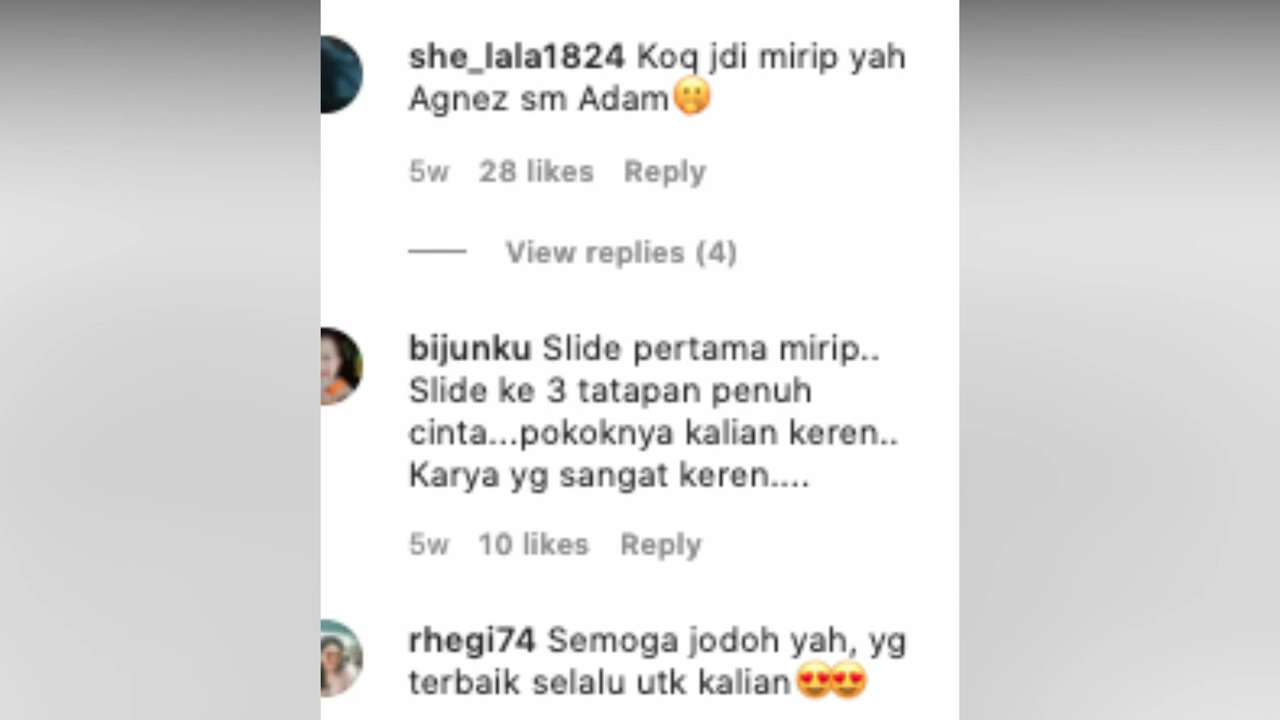 she_lala1824 Koq jdi mirip yah
Agnez sm Adam🤭
5w 28 likes Reply
View replies (4)
bijunku Slide pertama mirip..
Slide ke 3 tatapan penuh
cinta...pokoknya kalian keren..
Karya yg sangat keren....
5w 10 likes Reply
rhegi74 Semoga jodoh yah, yg
terbaik selalu utk kalian😍😍